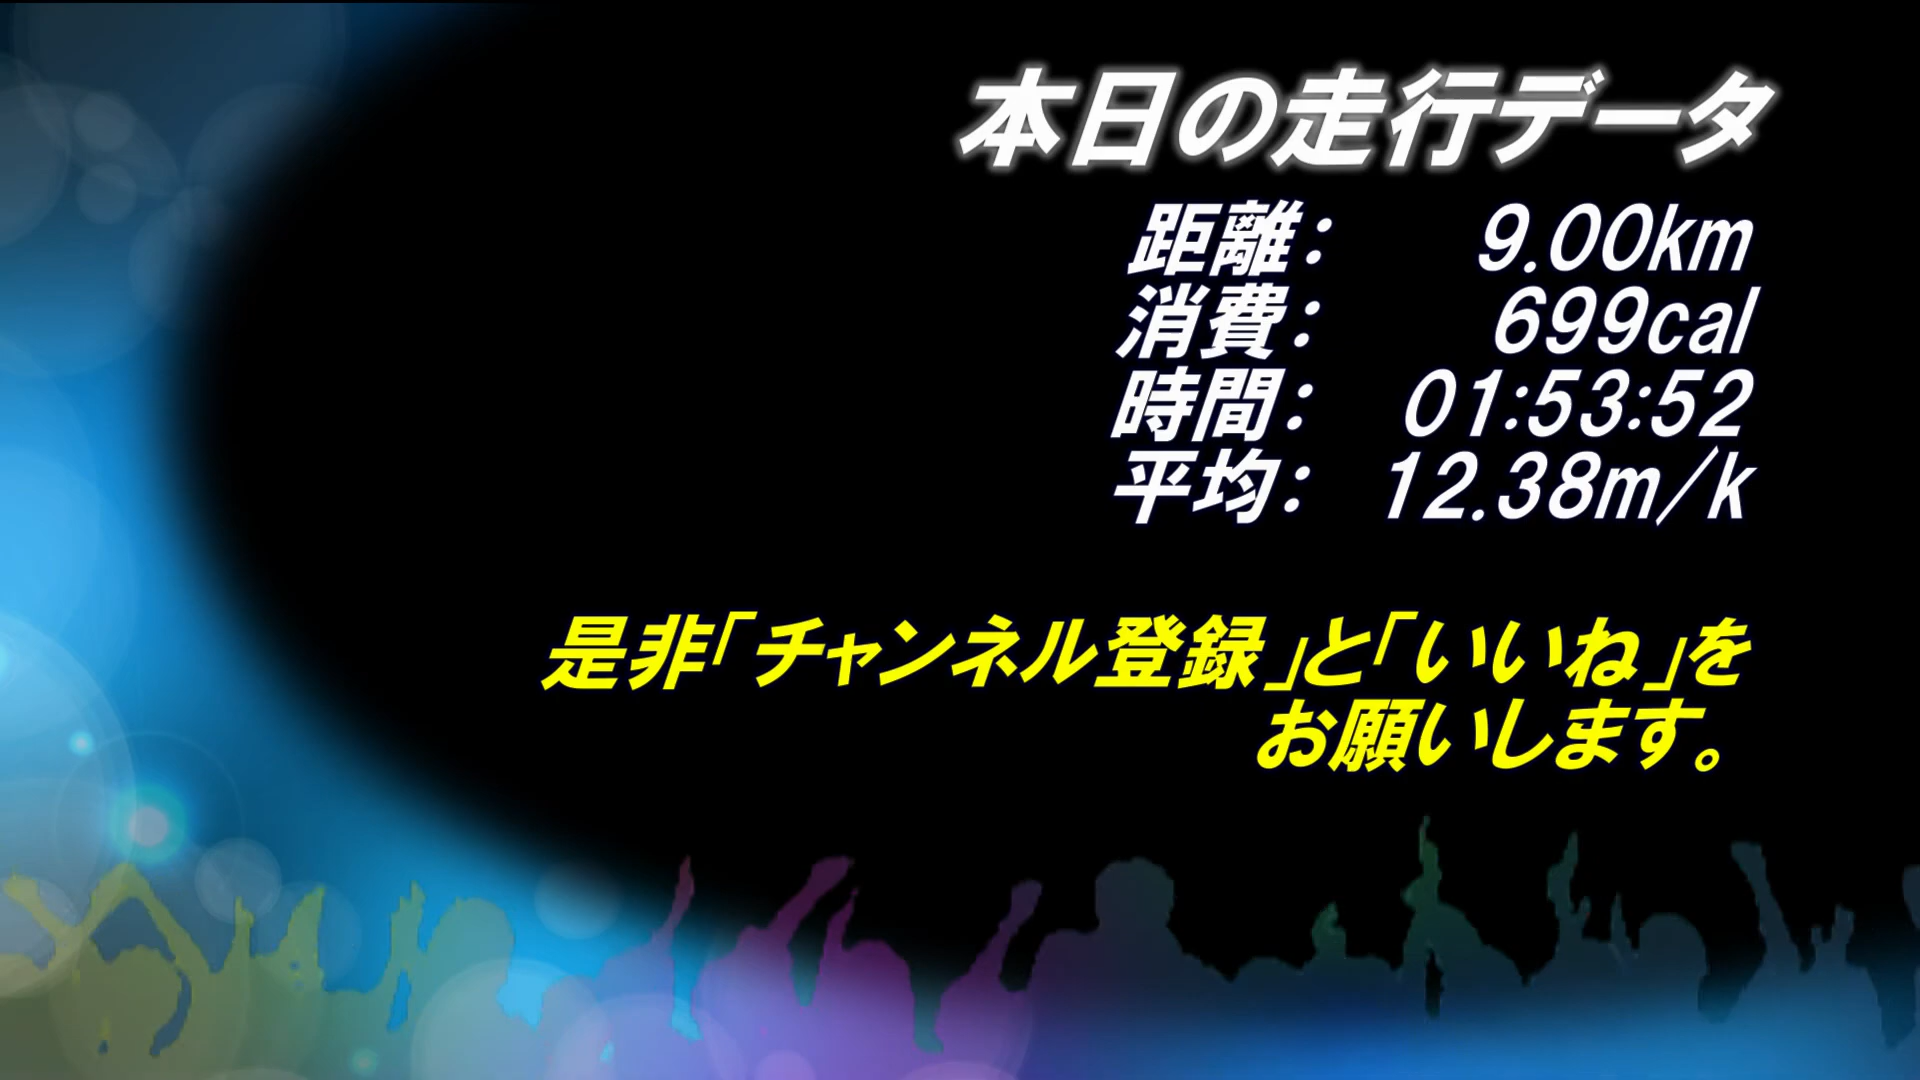 本日の走行データ
距離： 9.00km
消費： 699cal
時間： 01:53:52
平均： 12.38m/k
是非「チャンネル登録」と「いいね」を
お願いします。